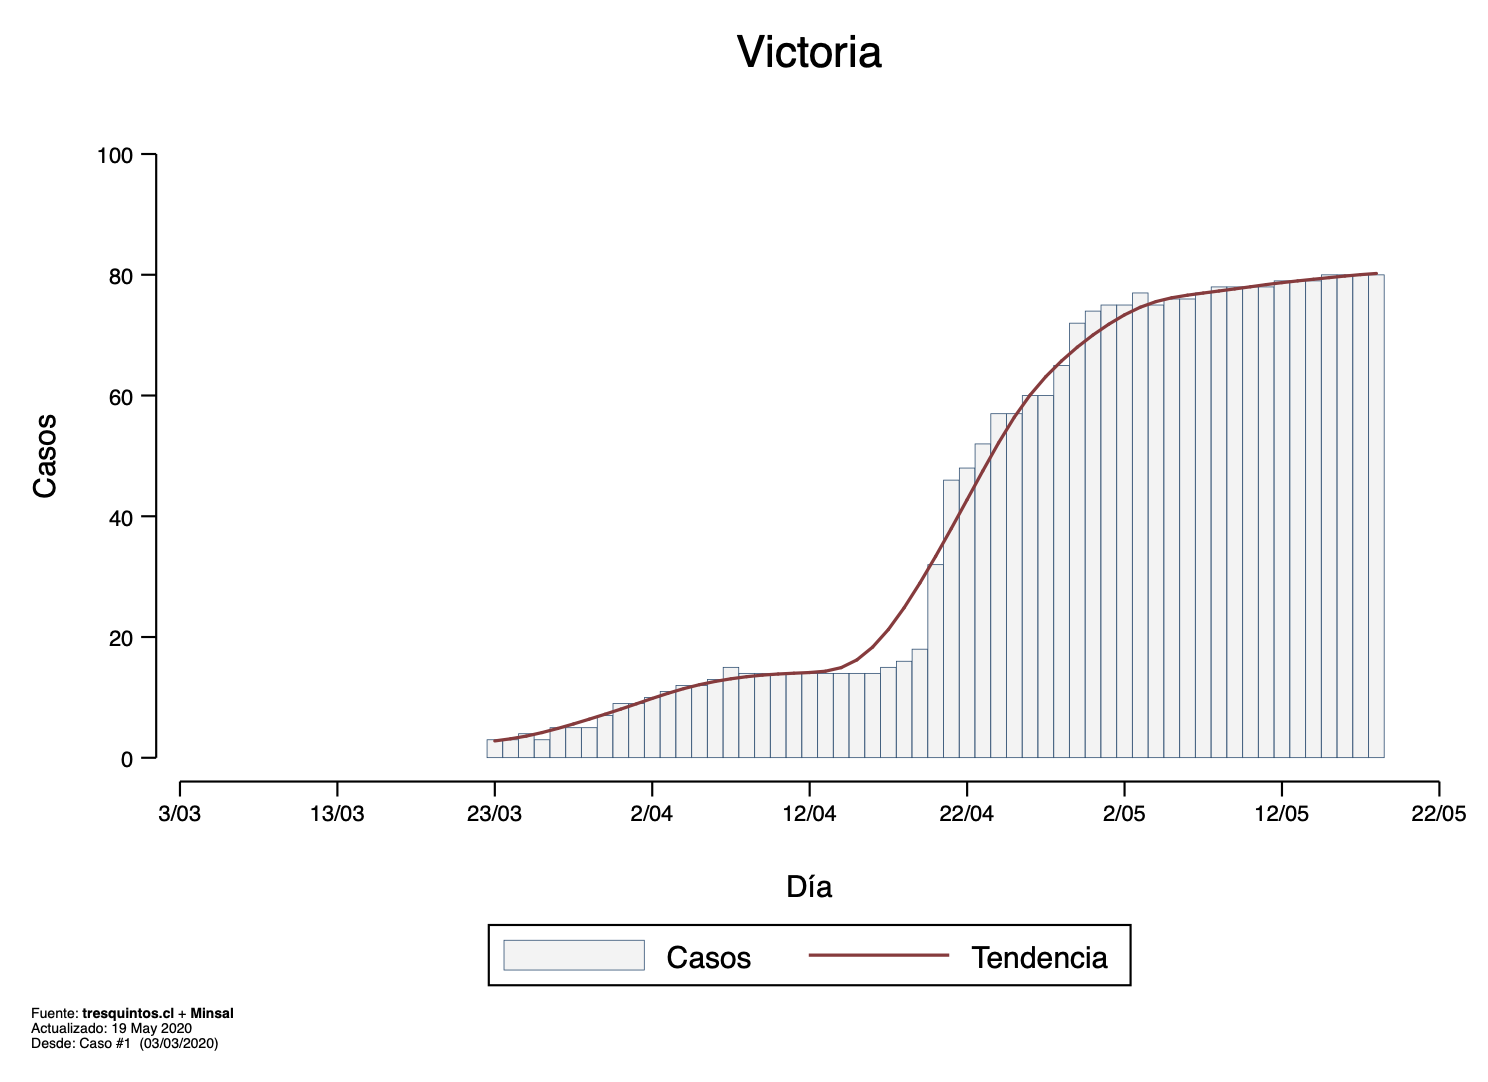 Victoria
100
80
60
40
20
0
Casos
3/03 13/03 23/03 2/04 12/04 22/04 2/05 12/05 22/05
Día
Casos Tendencia
Fuente: tresquintos.cl + Minsal
Actualizado: 19 May 2020
Desde: Caso #1 (03/03/2020)